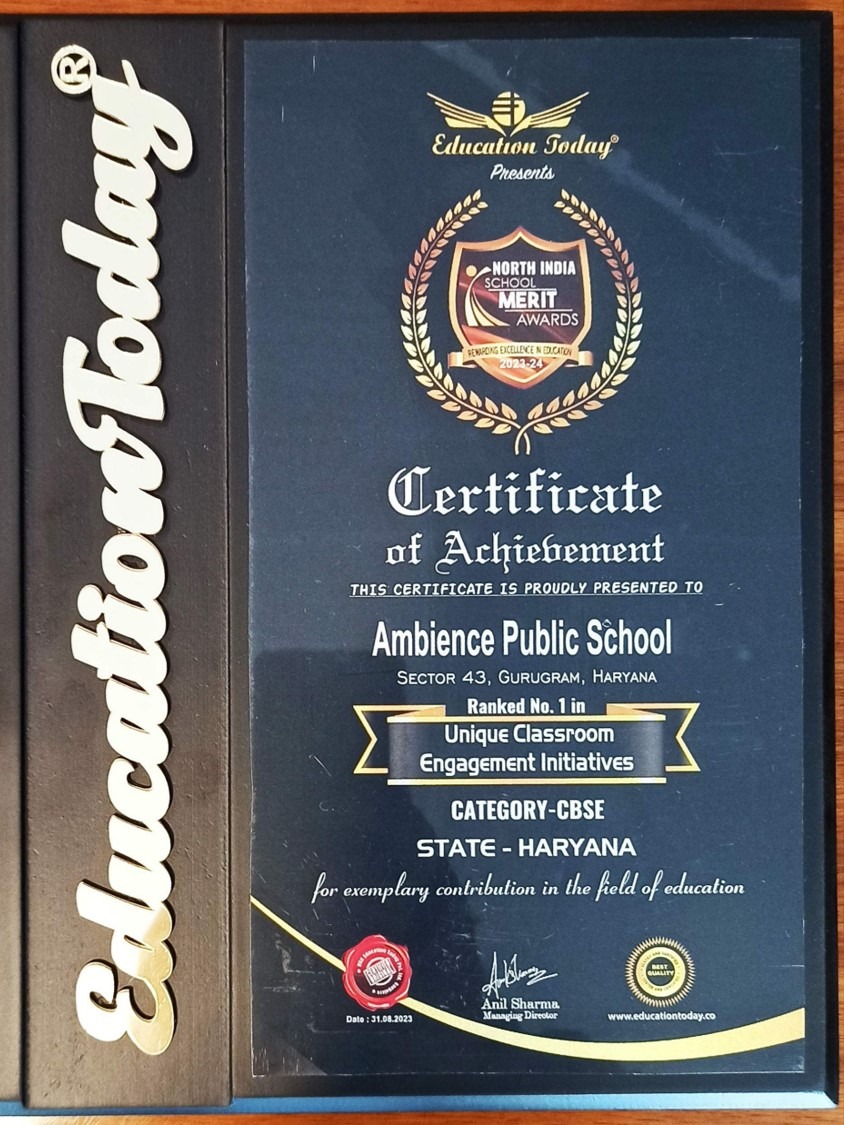 EducationToday®
Education Today®
Presents
NORTH INDIA
SCHOOL
MERIT
AWARDS
REWARDING EXCELLENCE IN EDUCATION
2023-24
Certificate
of Achievement
THIS CERTIFICATE IS PROUDLY PRESENTED TO
Ambience Public School
Sector 43, Gurugram, Haryana
Ranked No. 1 in
Unique Classroom
Engagement Initiatives
CATEGORY-CBSE
STATE - HARYANA
for exemplary contribution in the field of education
BEST
QUALITY
Anil Sharma
Managing Director
Date : 31.08.2023
www.educationtoday.co